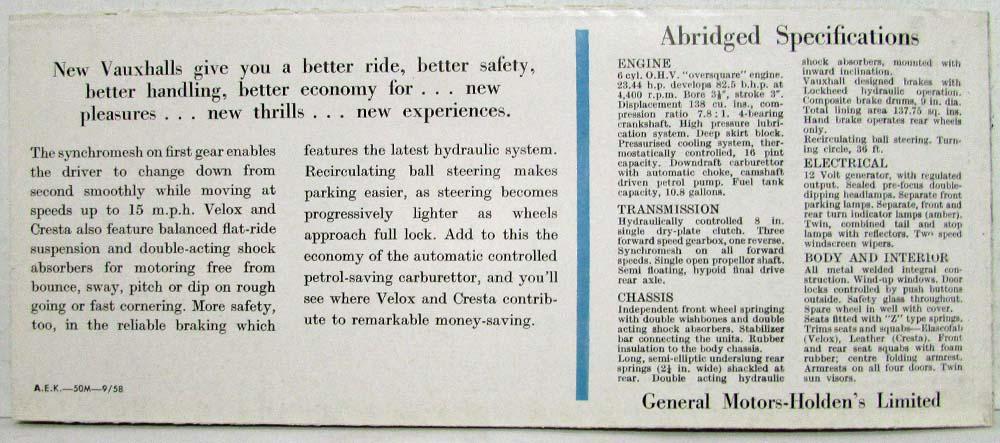 New Vauxhalls give you a better ride, better safety,
better handling, better economy for . . . new
pleasures . . . new thrills . . . new experiences.
The synchromesh on first gear enables
the driver to change down from
second smoothly while moving at
speeds up to 15 m.p.h. Velox and
Cresta also feature balanced flat-ride
suspension and double-acting shock
absorbers for motoring free from
bounce, sway, pitch or dip on rough
going or fast cornering. More safety,
too, in the reliable braking which
features the latest hydraulic system.
Recirculating ball steering makes
parking easier, as steering becomes
progressively lighter as wheels
approach full lock. Add to this the
economy of the automatic controlled
petrol-saving carburettor, and you'll
see where Velox and Cresta contrib-
ute to remarkable money-saving.
A.E.K.—50M—9/58
Abridged Specifications
ENGINE
6 cyl. O.H.V. "oversquare" engine.
23.44 h.p. develops 82.5 b.h.p. at
4,400 r.p.m. Bore 3¼", stroke 3".
Displacement 138 cu. ins., com-
pression ratio 7.8 : 1. 4-bearing
crankshaft. High pressure lubri-
cation system. Deep skirt block.
Pressurised cooling system, ther-
mostatically controlled, 16 pint
capacity. Downdraft carburettor
with automatic choke, camshaft
driven petrol pump. Fuel tank
capacity, 10.8 gallons.
TRANSMISSION
Hydraulically controlled 8 in.
single dry-plate clutch. Three
forward speed gearbox, one reverse.
Synchromesh on all forward
speeds. Single open propellor shaft.
Semi floating, hypoid final drive
rear axle.
CHASSIS
Independent front wheel springing
with double wishbones and double
acting shock absorbers. Stabilizer
bar connecting the units. Rubber
insulation to the body chassis.
Long, semi-elliptic underslung rear
springs (2¼ in. wide) shackled at
rear. Double acting hydraulic
shock absorbers, mounted with
inward inclination.
Vauxhall designed brakes with
Lockheed hydraulic operation.
Composite brake drums, 9 in. dia.
Total lining area 137.75 sq. ins.
Hand brake operates rear wheels
only.
Recirculating ball steering. Turn-
ing circle, 36 ft.
ELECTRICAL
12 Volt generator, with regulated
output. Sealed pre-focus double-
dipping headlamps. Separate front
parking lamps. Separate, front and
rear turn indicator lamps (amber).
Twin, combined tail and stop
lamps with reflectors. Two speed
windscreen wipers.
BODY AND INTERIOR
All metal welded integral con-
struction. Wind-up windows. Door
locks controlled by push buttons
outside. Safety glass throughout.
Spare wheel in well with cover.
Seats fitted with "Z" type springs.
Trims seats and squabs—Elascofab
(Velox), Leather (Cresta). Front
and rear seat squabs with foam
rubber; centre folding armrest.
Armrests on all four doors. Twin
sun visors.
General Motors-Holden's Limited